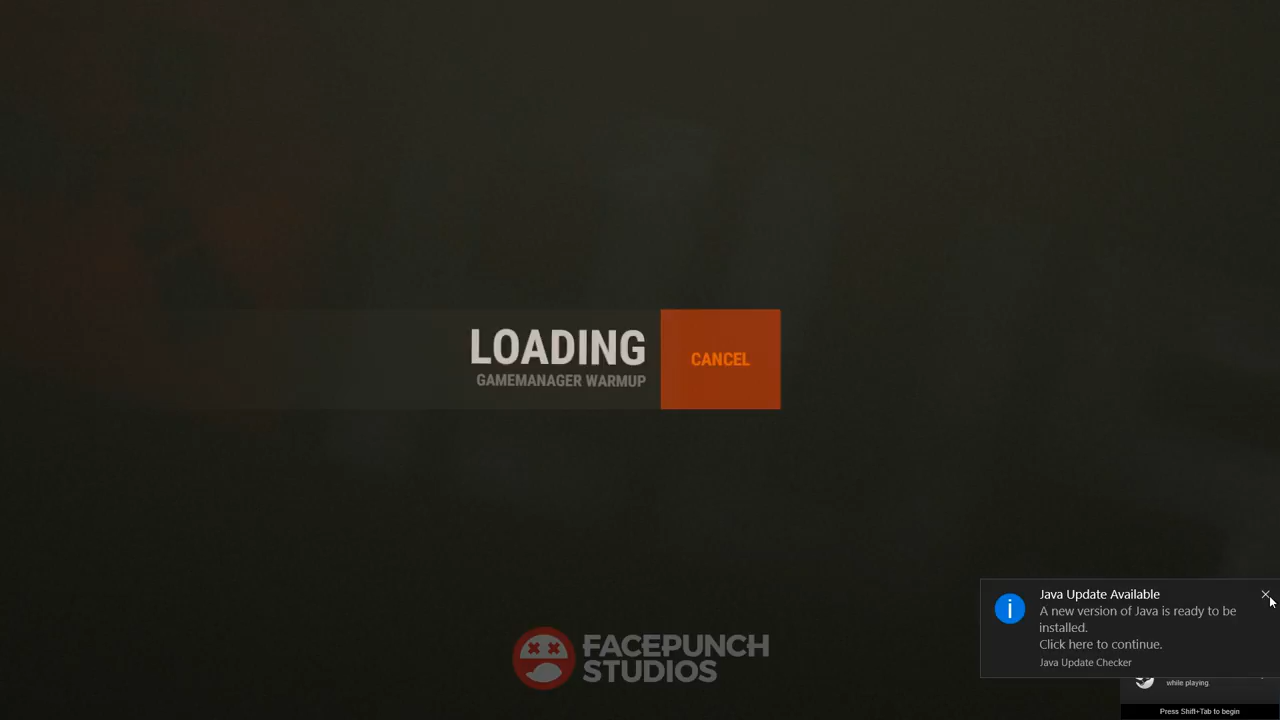 LOADING
GAMEMANAGER WARMUP
CANCEL
FACEPUNCH
STUDIOS
Java Update Available
A new version of Java is ready to be
installed.
Click here to continue.
Java Update Checker
while playing.
Press Shift+Tab to begin